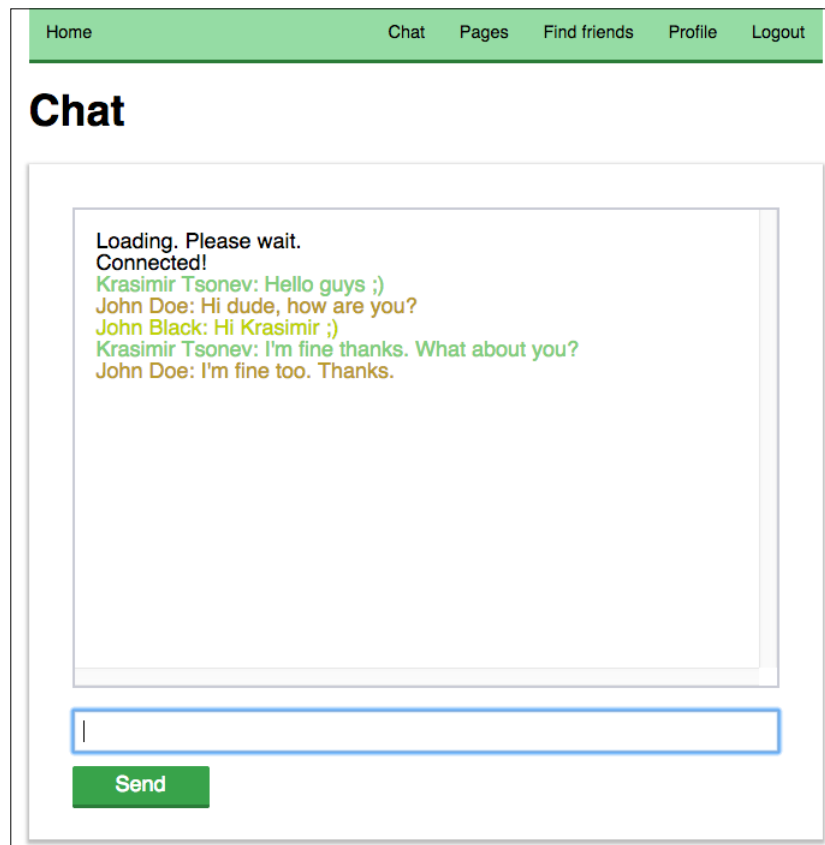 Home Chat Pages Find friends Profile Logout
Chat
Loading. Please wait.
Connected!
Krasimir Tsonev: Hello guys ;)
John Doe: Hi dude, how are you?
John Black: Hi Krasimir ;)
Krasimir Tsonev: I'm fine thanks. What about you?
John Doe: I'm fine too. Thanks.
Send